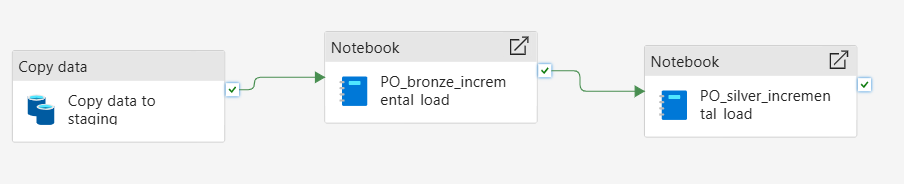 Copy data
Copy data to
staging
Notebook
PO_bronze_increm
ental_load
Notebook
PO_silver_incremen
tal_load